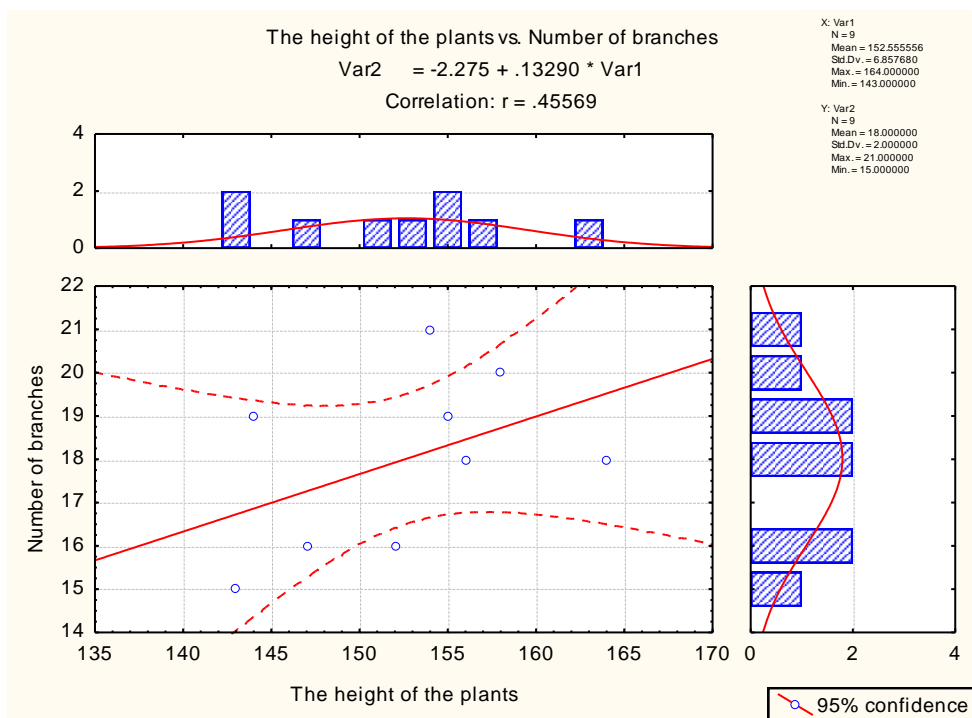 The height of the plants vs. Number of branches
Var2 = -2.275 + .13290 * Var1
Correlation: r = .45569
X: Var1
N = 9
Mean = 152.555556
Std.Dv. = 6.857680
Max. = 164.000000
Min. = 143.000000
Y: Var2
N = 9
Mean = 18.000000
Std.Dv. = 2.000000
Max. = 21.000000
Min. = 15.000000
4
2
0
22
21
20
19
18
17
16
15
14
Number of branches
135 140 145 150 155 160 165 170
The height of the plants
0 2 4
95% confidence